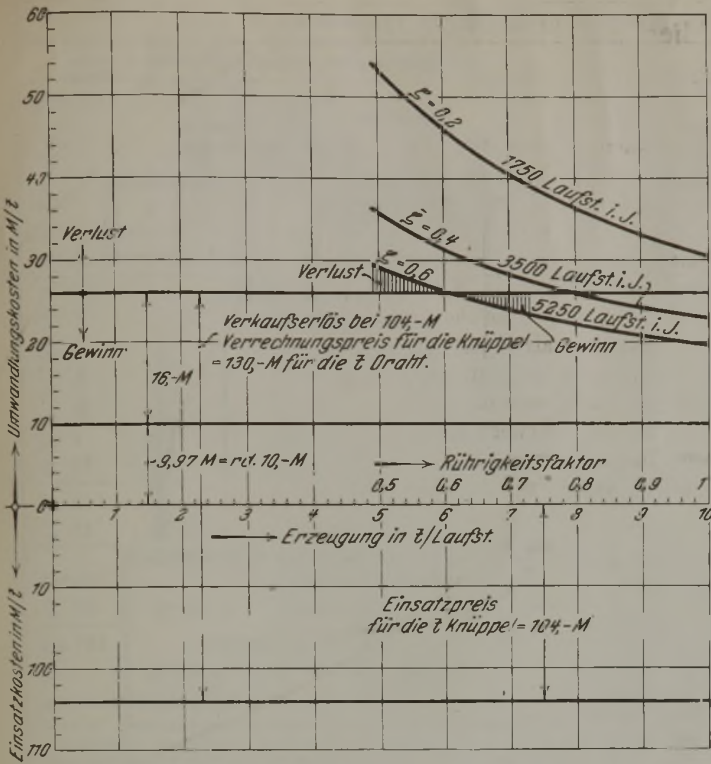 60
50
40
30
20
10
0
10
100
110
Umwandlungskosten in M/t
Einsatzkosten in M/t
Verlust
Gewinn
ξ=0,2
1750 Laufst. i. J.
ξ=0,4
3500 Laufst. i. J.
ξ=0,6
5250 Laufst. i. J.
Verlust
Gewinn
Verkaufserlös bei 104,-M
f Verrechnungspreis für die Knüppel
= 130,-M für die t Draht.
16,-M
~9,97 M = rd. 10,-M
Rührigkeitsfaktor
0,5 0,6 0,7 0,8 0,9 1
1 2 3 4 5 6 7 8 9 10
Erzeugung in t/Laufst.
Einsatzpreis
für die t Knüppel = 104,-M